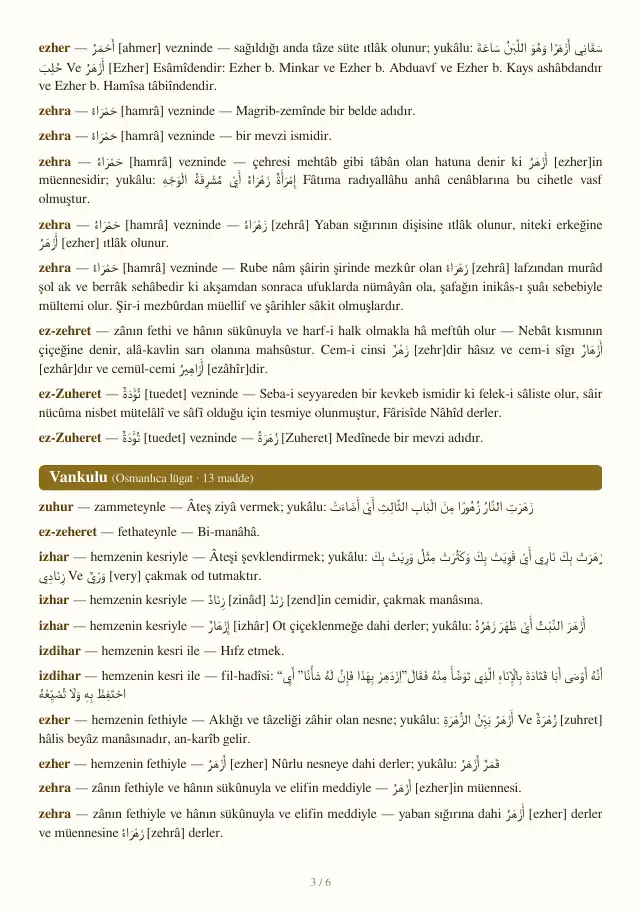 ezher — أَحْمَرُ [ahmer] vezninde — sağıldığı anda tâze süte ıtlâk olunur; yukâlu: سَقَانِي أَزْهَرًا وَهُوَ اللَّبَنُ سَاعَةَ
حُلِبَ Ve أَزْهَرُ [Ezher] Esâmîdendir: Ezher b. Minkar ve Ezher b. Abduavf ve Ezher b. Kays ashâbdandır
ve Ezher b. Hamîsa tâbiîndendir.
zehra — حَمْرَاءُ [hamrâ] vezninde — Magrib-zemînde bir belde adıdır.
zehra — حَمْرَاءُ [hamrâ] vezninde — bir mevzi ismidir.
zehra — حَمْرَاءُ [hamrâ] vezninde — çehresi mehtâb gibi tâbân olan hatuna denir ki أَزْهَرُ [ezher]in
müennesidir; yukâlu: إِمْرَأَةٌ زَهْرَاءُ أَيْ مُشْرِقَةُ الْوَجْهِ Fâtıma radıyallâhu anhâ cenâblarına bu cihetle vasf
olmuştur.
zehra — حَمْرَاءُ [hamrâ] vezninde — زَهْرَاءُ [zehrâ] Yaban sığırının dişisine ıtlâk olunur, niteki erkeğine
أَزْهَرُ [ezher] ıtlâk olunur.
zehra — حَمْرَاءُ [hamrâ] vezninde — Rube nâm şâirin şirinde mezkûr olan زَهْرَاءُ [zehrâ] lafzından murâd
şol ak ve berrâk sehâbedir ki akşamdan sonraca ufuklarda nümâyân ola, şafağın inikâs-ı şuâı sebebiyle
mültemi olur. Şir-i mezbûrdan müellif ve şârihler sâkit olmuşlardır.
ez-zehret — zânın fethi ve hânın sükûnuyla ve harf-i halk olmakla hâ meftûh olur — Nebât kısmının
çiçeğine denir, alâ-kavlin sarı olanına mahsûstur. Cem-i cinsi زَهْرٌ [zehr]dir hâsız ve cem-i sîgı أَزْهَارٌ
[ezhâr]dır ve cemül-cemi أَزَاهِيرُ [ezâhîr]dir.
ez-Zuheret — تُؤَدَةٌ [tuedet] vezninde — Seba-i seyyareden bir kevkeb ismidir ki felek-i sâliste olur, sâir
nücûma nisbet mütelâlî ve sâfî olduğu için tesmiye olunmuştur, Fârisîde Nâhîd derler.
ez-Zuheret — تُؤَدَةٌ [tuedet] vezninde — زُهَرَةُ [Zuheret] Medînede bir mevzi adıdır.
Vankulu (Osmanlıca lügat · 13 madde)
zuhur — zammeteynle — Âteş ziyâ vermek; yukâlu: زَهَرَتِ النَّارُ زُهُورًا مِنَ الْبَابِ الثَّالِثِ أَيْ أَضَاءَتْ
ez-zeheret — fethateynle — Bi-manâhâ.
izhar — hemzenin kesriyle — Âteşi şevklendirmek; yukâlu: زَهَرَتْ بِكَ نَارِي أَيْ قَوِيَتْ بِكَ وَكَثُرَتْ مِثْلُ وَرِيَتْ بِكَ
زِنَادِي Ve وَرْيٌ [very] çakmak od tutmaktır.
izhar — hemzenin kesriyle — زِنَادٌ [zinâd] زَنْدٌ [zend]in cemidir, çakmak manâsına.
izhar — hemzenin kesriyle — إِزْهَارٌ [izhâr] Ot çiçeklenmeğe dahi derler; yukâlu: أَزْهَرَ النَّبْتُ أَيْ ظَهَرَ زَهْرُهُ
izdihar — hemzenin kesri ile — Hıfz etmek.
izdihar — hemzenin kesri ile — fil-hadîsi: أَنَّهُ أَوْصَى أَبَا قَتَادَةَ بِالْإِنَاءِ الَّذِي تَوَضَّأَ مِنْهُ فَقَالَ ”اِزْدَهِرْ بِهَذَا فَإِنَّ لَهُ شَأْنًا“ أَيِ
احْتَفِظْ بِهِ وَلَا تُضَيِّعْهُ
ezher — hemzenin fethiyle — Aklığı ve tâzeliği zâhir olan nesne; yukâlu: أَزْهَرُ بَيِّنُ الزُّهْرَةِ Ve زُهْرَةٌ [zuhret]
hâlis beyâz manâsınadır, an-karîb gelir.
ezher — hemzenin fethiyle — أَزْهَرُ [ezher] Nûrlu nesneye dahi derler; yukâlu: قَمَرٌ أَزْهَرُ
zehra — zânın fethiyle ve hânın sükûnuyla ve elifin meddiyle — أَزْهَرُ [ezher]in müennesi.
zehra — zânın fethiyle ve hânın sükûnuyla ve elifin meddiyle — yaban sığırına dahi أَزْهَرُ [ezher] derler
ve müennesine زَهْرَاءُ [zehrâ] derler.
3 / 6